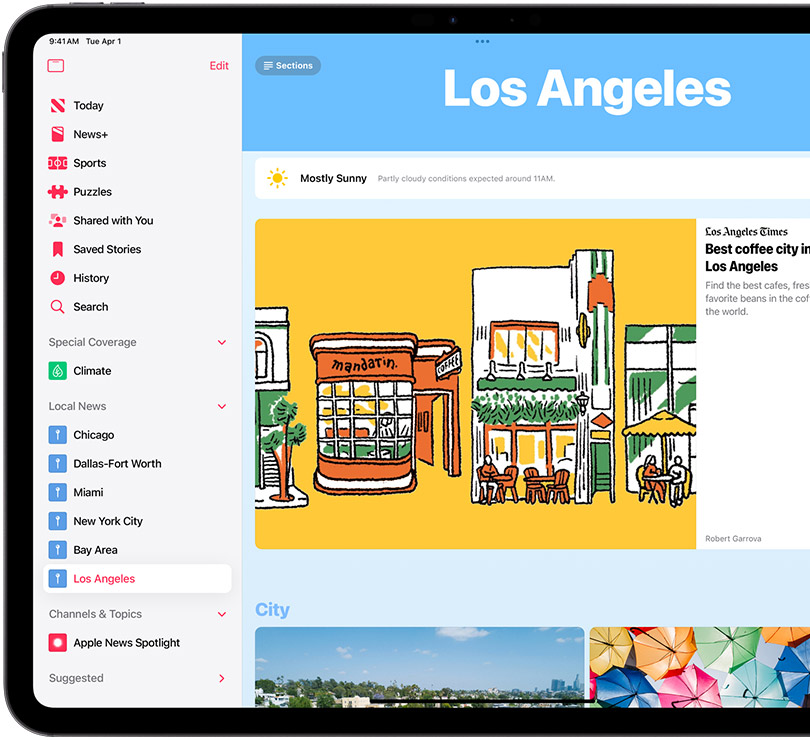 9:41 AM Tue Apr 1
Edit
Today
News+
Sports
Puzzles
Shared with You
Saved Stories
History
Search
Special Coverage
Climate
Local News
Chicago
Dallas-Fort Worth
Miami
New York City
Bay Area
Los Angeles
Channels & Topics
Apple News Spotlight
Suggested
Sections
Los Angeles
Mostly Sunny
Partly cloudy conditions expected around 11AM.
mandarin.
COFFEE
Los Angeles Times
Best coffee city in
Los Angeles
Find the best cafes, fres
favorite beans in the cof
the world.
Robert Garrova
City